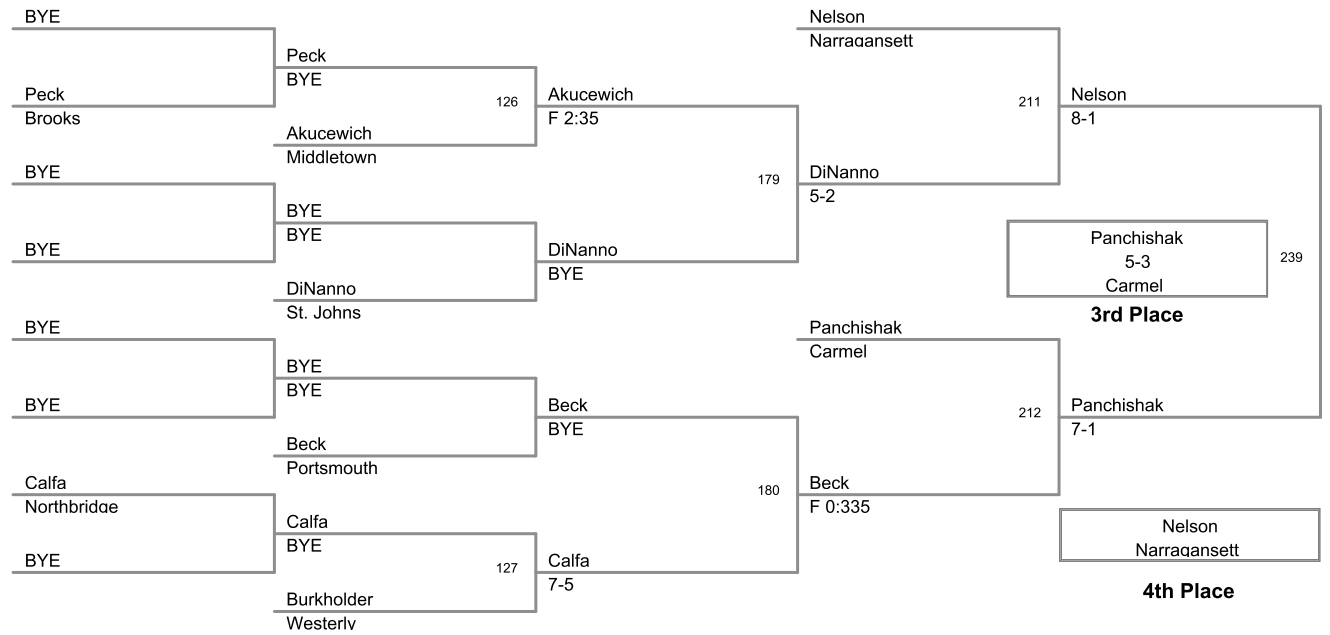 BYE
Peck
Brooks
BYE
BYE
BYE
BYE
Calfa
Northbridge
BYE
Peck
BYE
126
Akucewich
Middletown
BYE
BYE
DiNanno
St. Johns
BYE
BYE
Beck
Portsmouth
Calfa
BYE
127
Burkholder
Westerly
Akucewich
F 2:35
179
DiNanno
BYE
Beck
BYE
180
Calfa
7-5
Nelson
Narragansett
211
DiNanno
5-2
Panchishak
Carmel
212
Beck
F 0:335
Nelson
8-1
Panchishak
5-3
Carmel
239
3rd Place
Panchishak
7-1
Nelson
Narragansett
4th Place